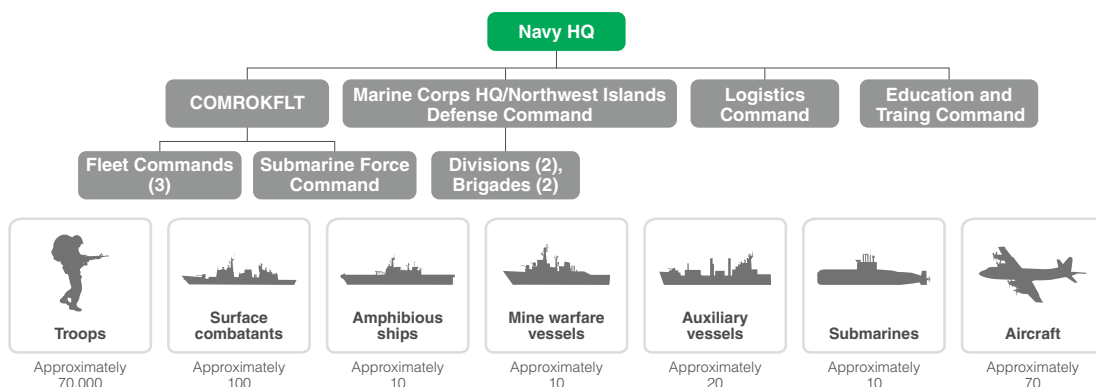 Navy HQ
COMROKFLT
Marine Corps HQ/Northwest Islands
Defense Command
Logistics
Command
Education and
Traing Command
Fleet Commands
(3)
Submarine Force
Command
Divisions (2),
Brigades (2)
Troops
Surface
combatants
Amphibious
ships
Mine warfare
vessels
Auxiliary
vessels
Submarines
Aircraft
Approximately
70,000
Approximately
100
Approximately
10
Approximately
10
Approximately
20
Approximately
10
Approximately
70